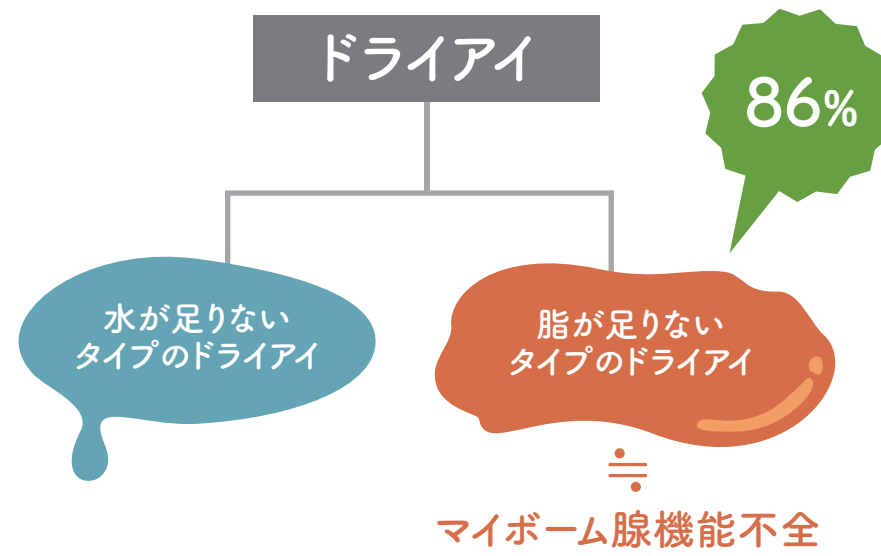 ドライアイ
86%
水が足りない
タイプのドライアイ
脂が足りない
タイプのドライアイ
≒
マイボーム腺機能不全